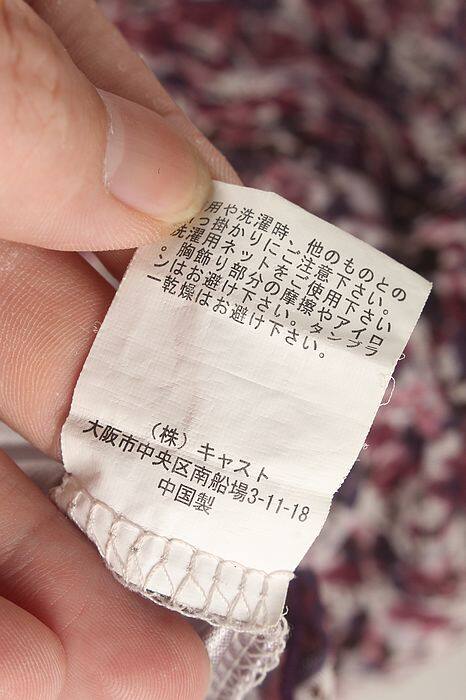 用や洗濯時、他のものとの
っ掛かりにご注意下さい。
洗濯用ネットをご使用下さい
。胸飾り部分の摩擦やアイロ
ンはお避け下さい。タンブラ
ー乾燥はお避け下さい。
(株)キャスト
大阪市中央区南船場3-11-18
中国製